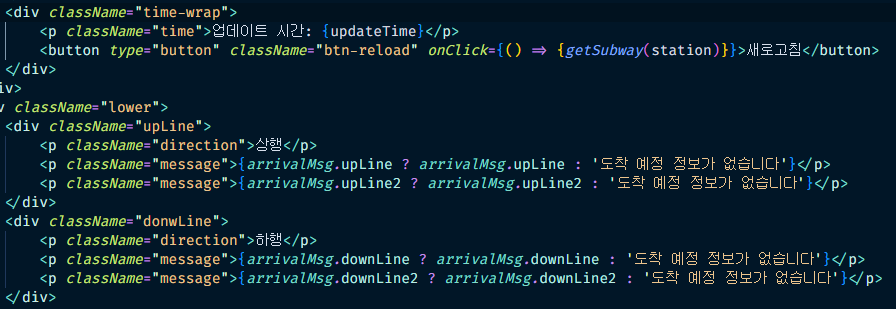 <div className="time-wrap">
<p className="time">업데이트 시간: {updateTime}</p>
<button type="button" className="btn-reload" onClick={() => {getSubway(station)}}>새로고침</button>
</div>
iv>
v className="lower">
<div className="upLine">
<p className="direction">상행</p>
<p className="message">{arrivalMsg.upLine ? arrivalMsg.upLine : '도착 예정 정보가 없습니다'}</p>
<p className="message">{arrivalMsg.upLine2 ? arrivalMsg.upLine2 : '도착 예정 정보가 없습니다'}</p>
</div>
<div className="donwLine">
<p className="direction">하행</p>
<p className="message">{arrivalMsg.downLine ? arrivalMsg.downLine : '도착 예정 정보가 없습니다'}</p>
<p className="message">{arrivalMsg.downLine2 ? arrivalMsg.downLine2 : '도착 예정 정보가 없습니다'}</p>
</div>